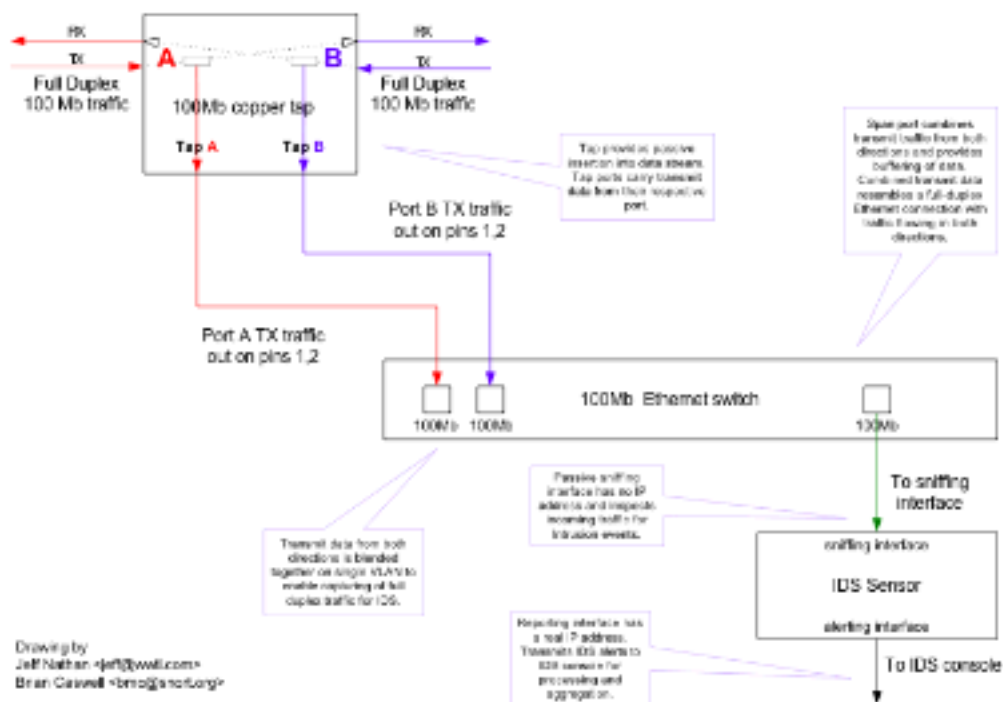 RX
RX
A
B
TX
TX
Full Duplex
100 Mb traffic
Full Duplex
100 Mb traffic
100Mb copper tap
Tap A
Tap B
Tap provides passive
insertion into data stream.
Tap ports carry transmit
data from their respective
port.
Span port combines
transmit traffic from both
directions and provides
buffering of data.
Combined transmit data
resembles a full-duplex
Ethernet connection with
traffic flowing in both
directions.
Port B TX traffic
out on pins 1,2
Port A TX traffic
out on pins 1,2
100Mb Ethernet switch
100Mb
100Mb
100Mb
Passive sniffing
interface has no IP
address and inspects
incoming traffic for
intrusion events.
To sniffing
interface
Transmit data from both
directions is blended
together on single VLAN to
enable capturing of full
duplex traffic for IDS.
sniffing interface
IDS Sensor
alerting interface
Reporting interface has
a real IP address.
Transmits IDS alerts to
IDS console for
processing and
aggregation.
To IDS console
Drawing by
Jeff Nathan <jeff@wwti.com>
Brian Caswell <bmc@snort.org>